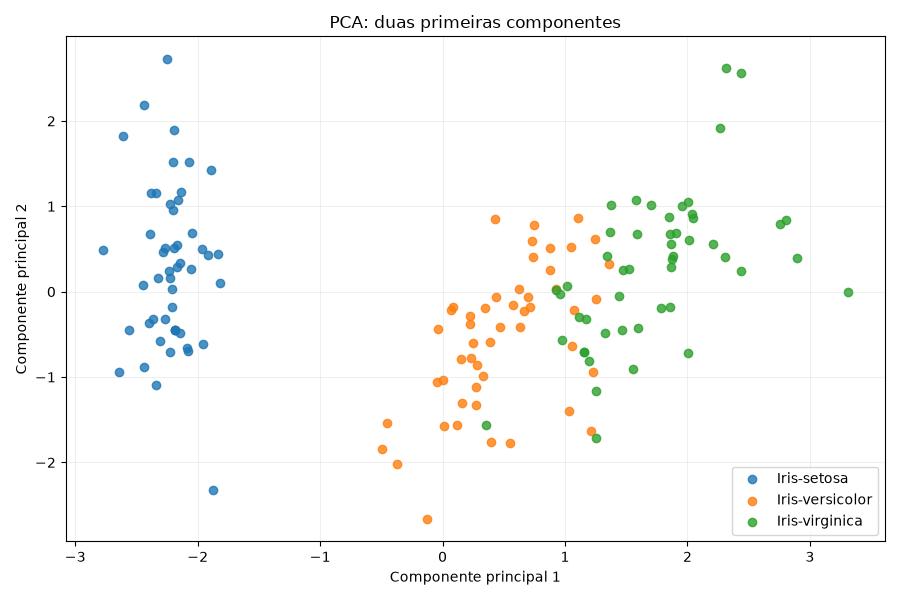 PCA: duas primeiras componentes
Componente principal 2
2
1
0
−1
−2
−3
−2
−1
0
1
2
3
Componente principal 1
Iris-setosa
Iris-versicolor
Iris-virginica